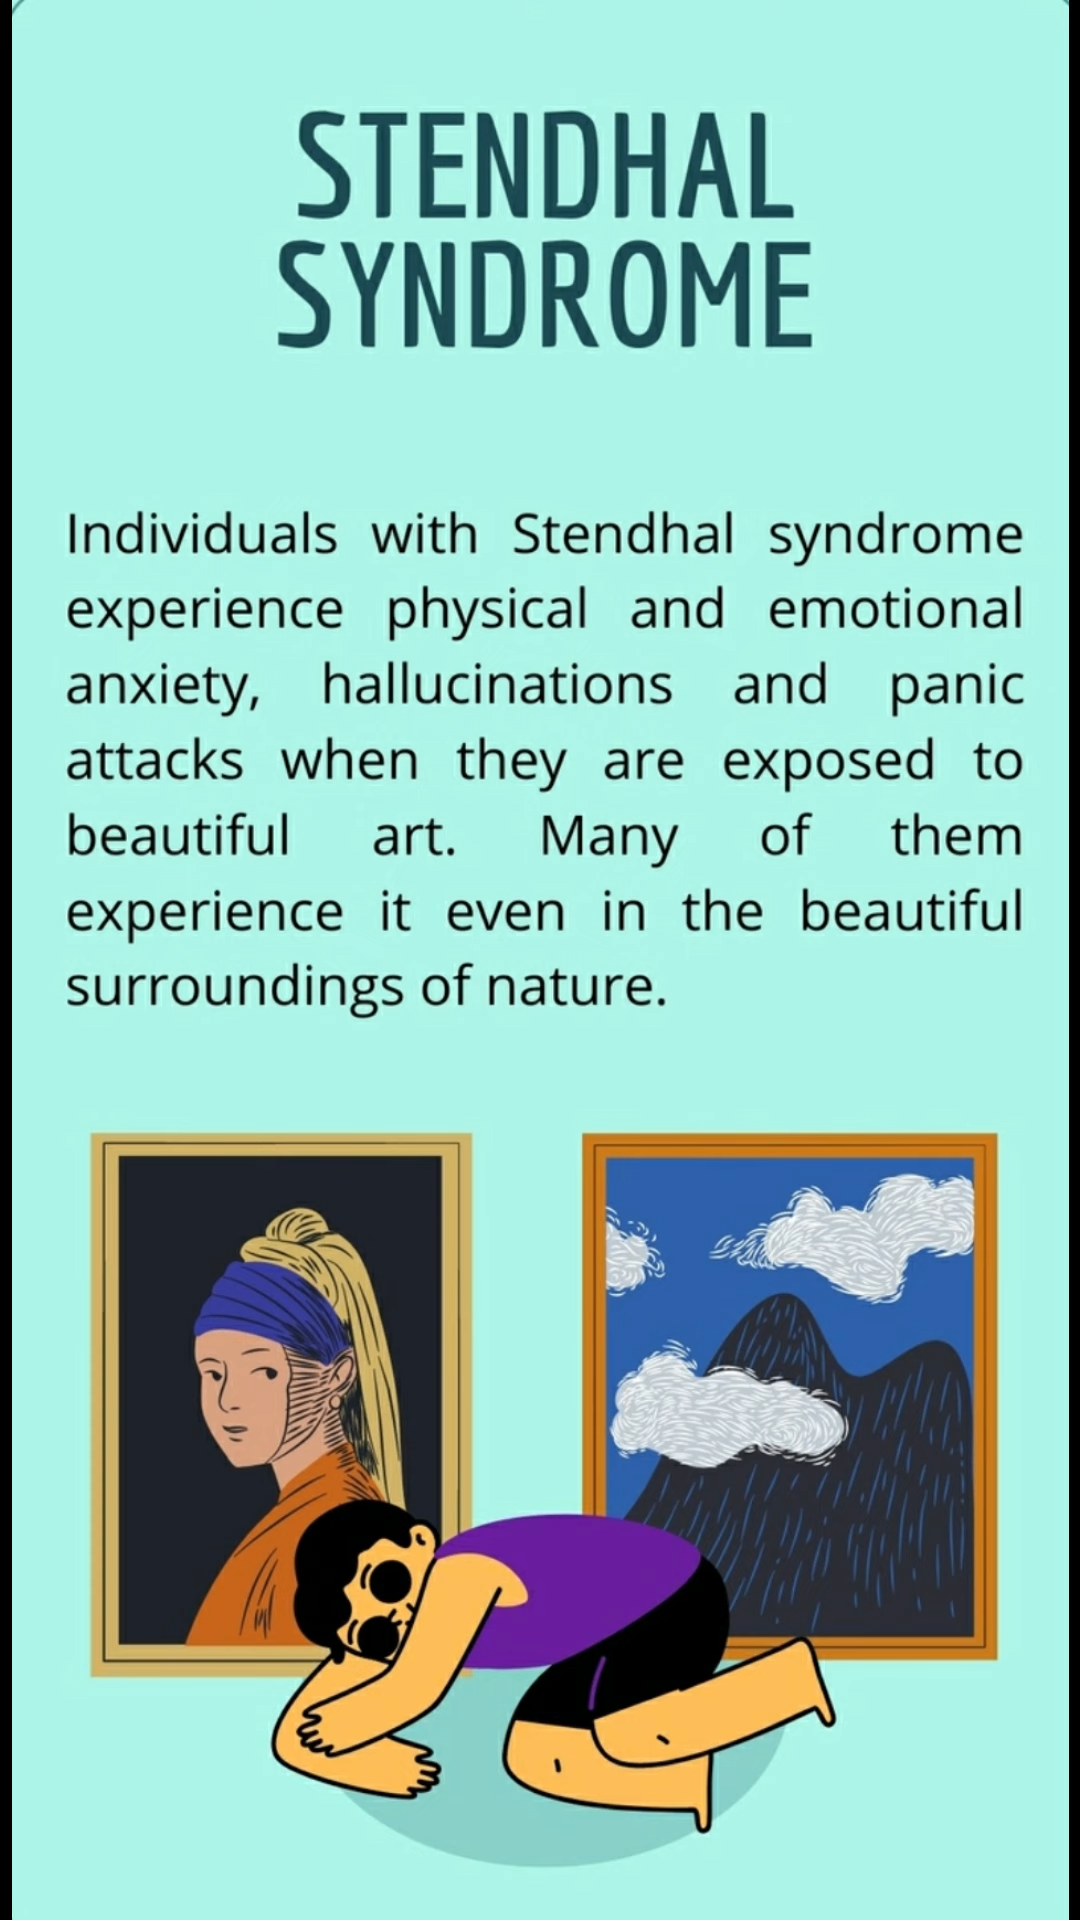 STENDHAL
SYNDROME
Individuals with Stendhal syndrome
experience physical and emotional
anxiety, hallucinations and panic
attacks when they are exposed to
beautiful art. Many of them
experience it even in the beautiful
surroundings of nature.